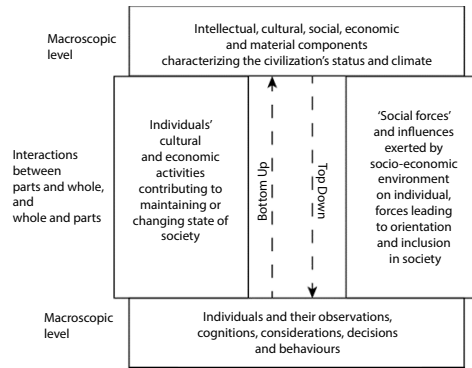 Macroscopic
level
Intellectual, cultural, social, economic
and material components
characterizing the civilization's status and climate
Interactions
between
parts and whole,
and
whole and parts
Individuals'
cultural
and economic
activities
contributing to
maintaining or
changing state of
society
Bottom Up
Top Down
'Social forces'
and influences
exerted by
socio-economic
environment
on individual,
forces leading
to orientation
and inclusion
in society
Macroscopic
level
Individuals and their observations,
cognitions, considerations, decisions
and behaviours